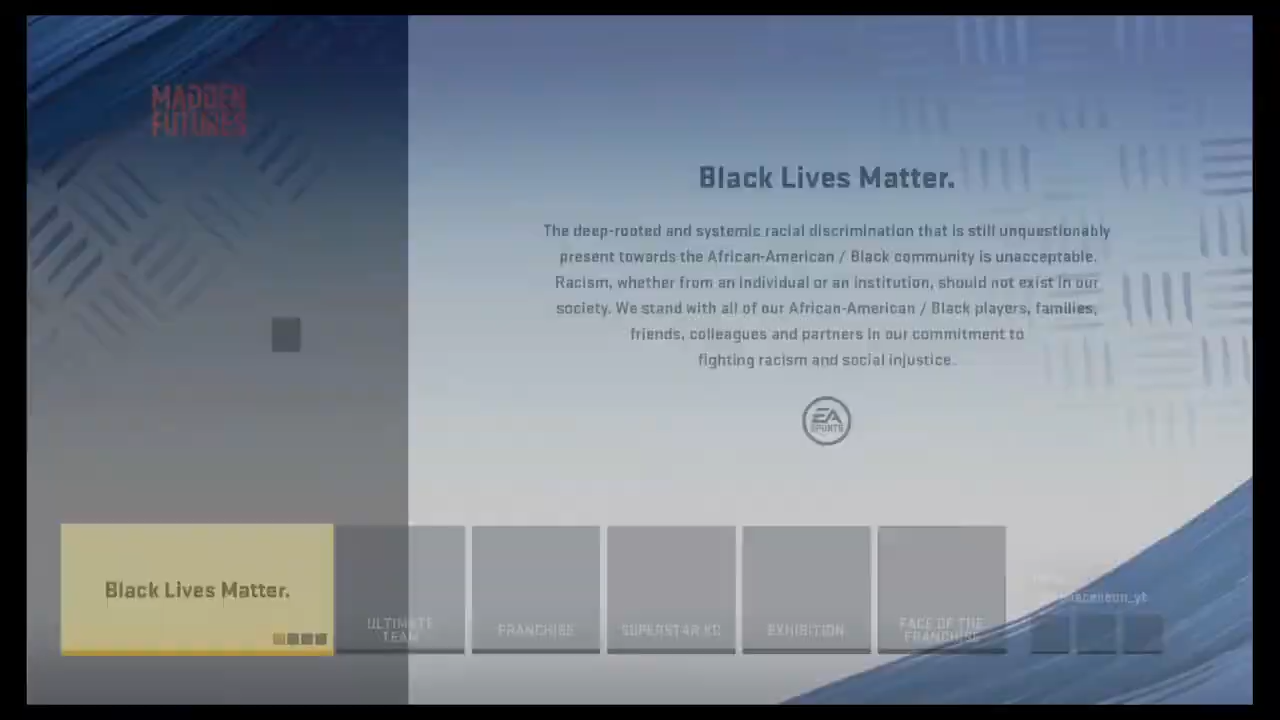 MADDEN
FUTURES
Black Lives Matter.
The deep-rooted and systemic racial discrimination that is still unquestionably
present towards the African-American / Black community is unacceptable.
Racism, whether from an individual or an institution, should not exist in our
society. We stand with all of our African-American / Black players, families,
friends, colleagues and partners in our commitment to
fighting racism and social injustice.
EA
SPORTS
Black Lives Matter.
ULTIMATE
TEAM
FRANCHISE
SUPERSTAR KO
EXHIBITION
FACE OF THE
FRANCHISE